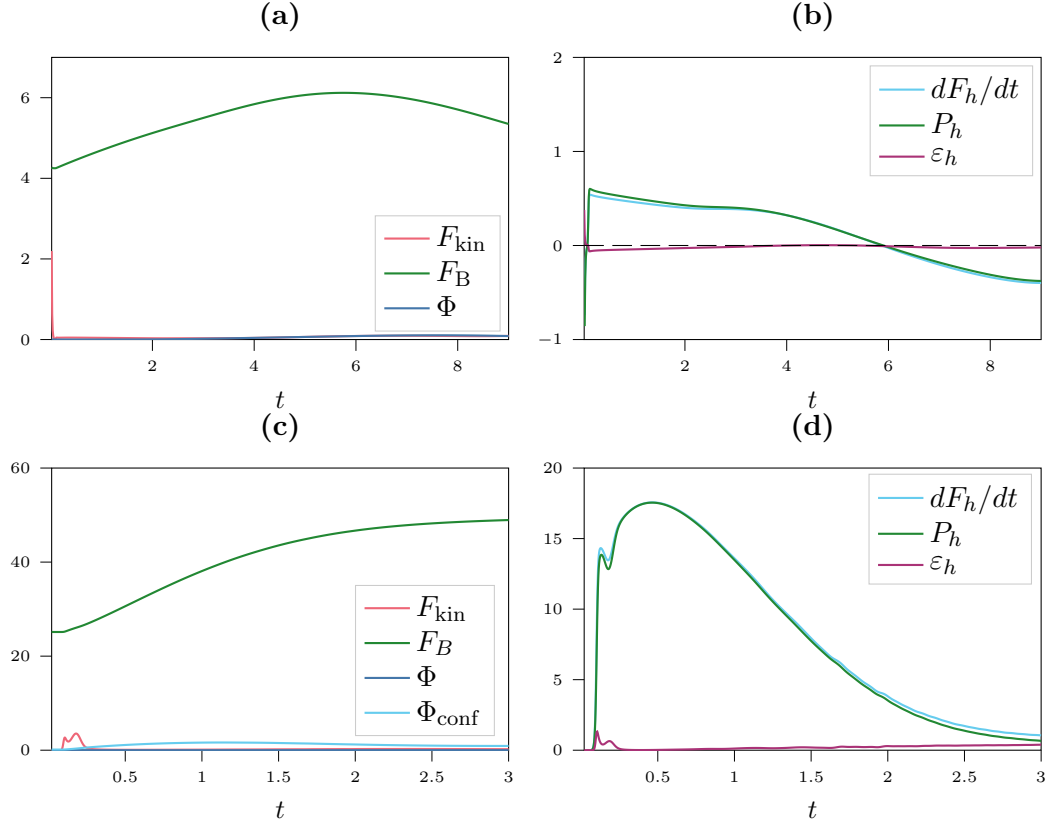 (a)
6
4
2
0
2 4 6 8
t
F_kin
F_B
Φ
(b)
2
1
0
−1
2 4 6 8
t
dF_h/dt
P_h
ε_h
(c)
60
40
20
0
0.5 1 1.5 2 2.5 3
t
F_kin
F_B
Φ
Φ_conf
(d)
20
15
10
5
0
0.5 1 1.5 2 2.5 3
t
dF_h/dt
P_h
ε_h